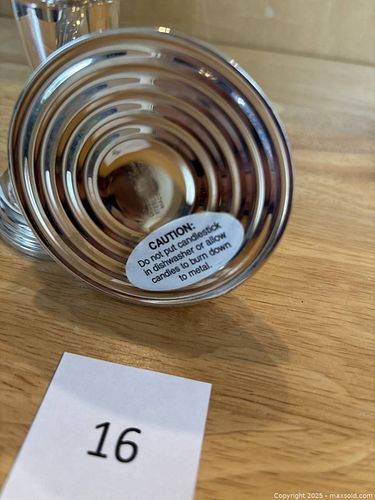 CAUTION:
Do not put candlestick
in dishwasher or allow
candles to burn down
to metal.
16
Copyright © 2025 - maxsold.com